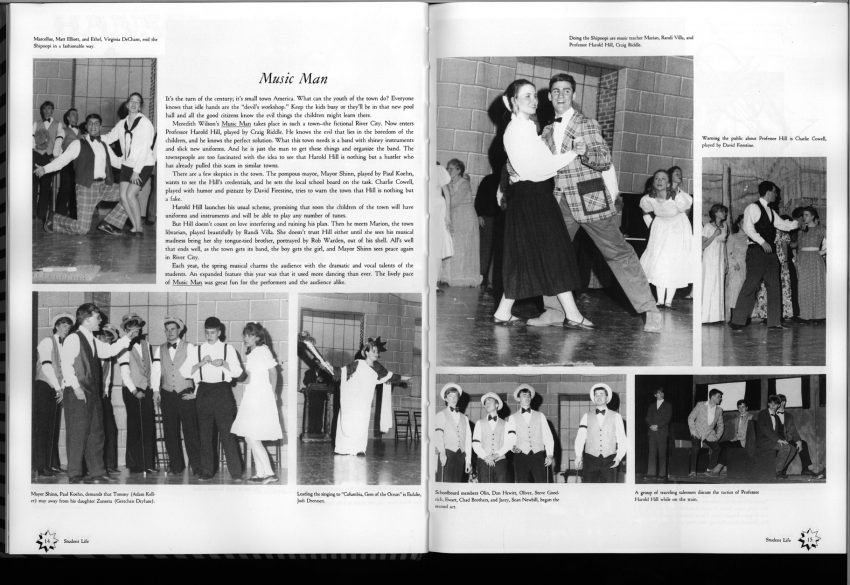 Marcellus, Matt Elliott, and Ethel, Virginia DeCham, end the
Shipoopi in a fashionable way.
Music Man
It's the turn of the century; it's small town America. What can the youth of the town do? Everyone
knows that idle hands are the "devil's workshop." Keep the kids busy or they'll be in that new pool
hall and all the good citizens know the evil things the children might learn there.
Meredith Wilson's Music Man takes place in such a town—the fictional River City. Now enters
Professor Harold Hill, played by Craig Riddle. He knows the evil that lies in the boredom of the
children, and he knows the perfect solution. What this town needs is a band with shiney instruments
and slick new uniforms. And he is just the man to get these things and organize the band. The
townspeople are too fascinated with the idea to see that Harold Hill is nothing but a hustler who
has already pulled this scam in similar towns.
There are a few skeptics in the town. The pompous mayor, Mayor Shinn, played by Paul Koehn,
wants to see the Hill's credentials, and he sets the local school board on the task. Charlie Cowell,
played with humor and pizzazz by David Feestine, tries to warn the town that Hill is nothing but
a fake.
Harold Hill launches his usual scheme, promising that soon the children of the town will have
uniforms and instruments and will be able to play any number of tunes.
But Hill doesn't count on love interfering and ruining his plan. Then he meets Marion, the town
librarian, played beautifully by Randi Villa. She doesn't trust Hill either until she sees his musical
madness bring her shy tongue-tied brother, portrayed by Rob Warden, out of his shell. All's well
that ends well, as the town gets its band, the boy gets the girl, and Mayor Shinn sees peace again
in River City.
Each year, the spring musical charms the audience with the dramatic and vocal talents of the
students. An expanded feature this year was that it used more dancing than ever. The lively pace
of Music Man was great fun for the performers and the audience alike.
Mayor Shinn, Paul Koehn, demands that Tommy (Adam Kell-
er) stay away from his daughter Zaneeta (Gretchen
Leading the singing to "Columbia, Gem of the Ocean" is Eulalie,
Judi Drennen.
14 Student Life
Doing the Shipoopi are music teacher Marian, Randi Villa, and
Professor Harold Hill, Craig Riddle.
Warning the public about Professor Hill is Charlie Cowell,
played by David Feestine.
Schoolboard members Olin, Dan Hewitt, Oliver, Steve Good-
rich, Ewart, Chad Brothers, and Jacey, Sean Newbill, began the
second act.
A group of traveling salesmen discuss the tactics of Professor
Harold Hill while on the train.
Student Life 15